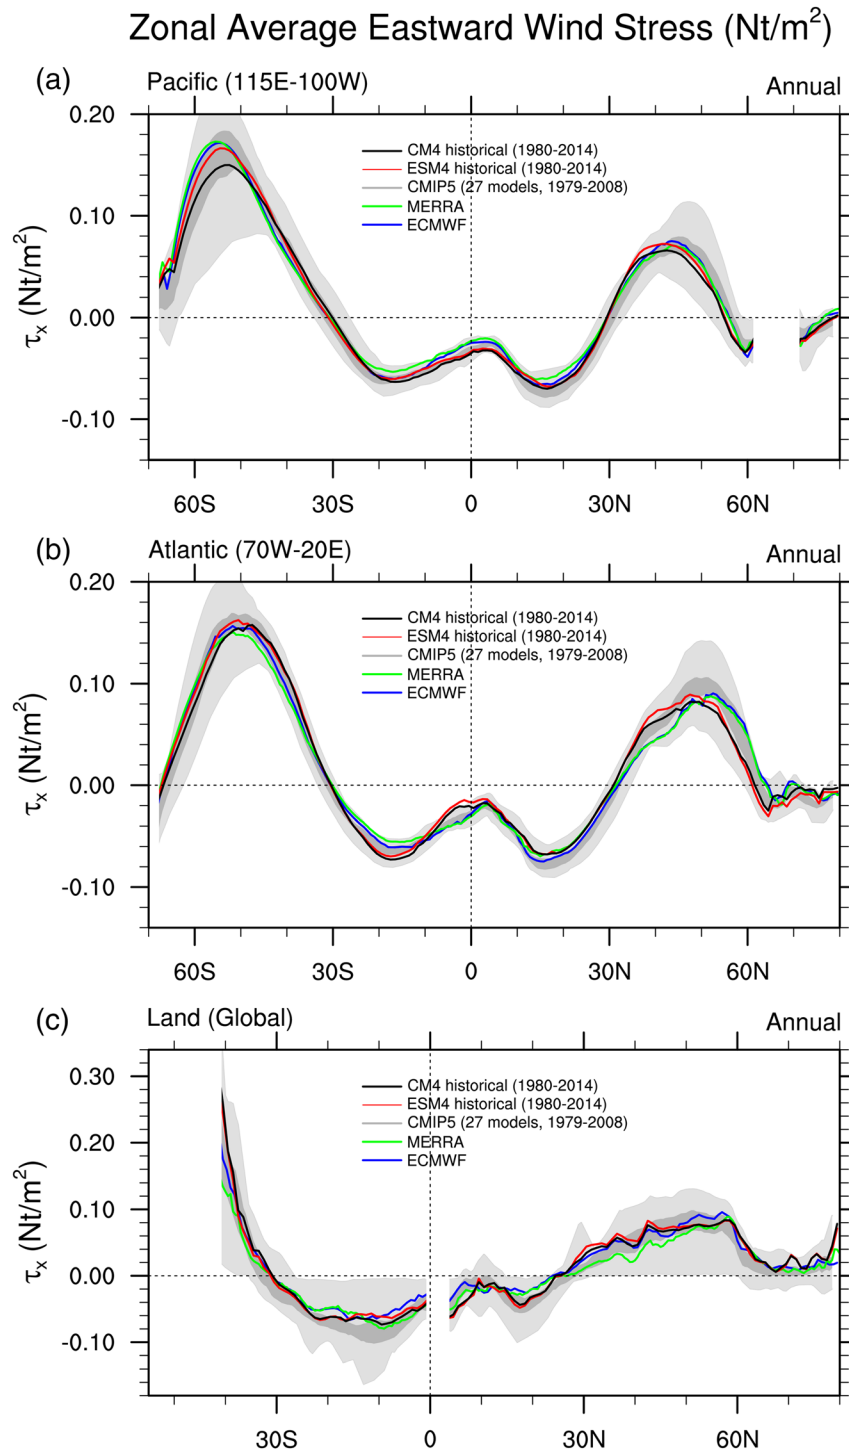 Zonal Average Eastward Wind Stress (Nt/m²)
(a) Pacific (115E-100W) Annual
CM4 historical (1980-2014)
ESM4 historical (1980-2014)
CMIP5 (27 models, 1979-2008)
MERRA
ECMWF
τx (Nt/m²)
0.20
0.10
0.00
-0.10
60S 30S 0 30N 60N
(b) Atlantic (70W-20E) Annual
CM4 historical (1980-2014)
ESM4 historical (1980-2014)
CMIP5 (27 models, 1979-2008)
MERRA
ECMWF
τx (Nt/m²)
0.20
0.10
0.00
-0.10
60S 30S 0 30N 60N
(c) Land (Global) Annual
CM4 historical (1980-2014)
ESM4 historical (1980-2014)
CMIP5 (27 models, 1979-2008)
MERRA
ECMWF
τx (Nt/m²)
0.30
0.20
0.10
0.00
-0.10
30S 0 30N 60N